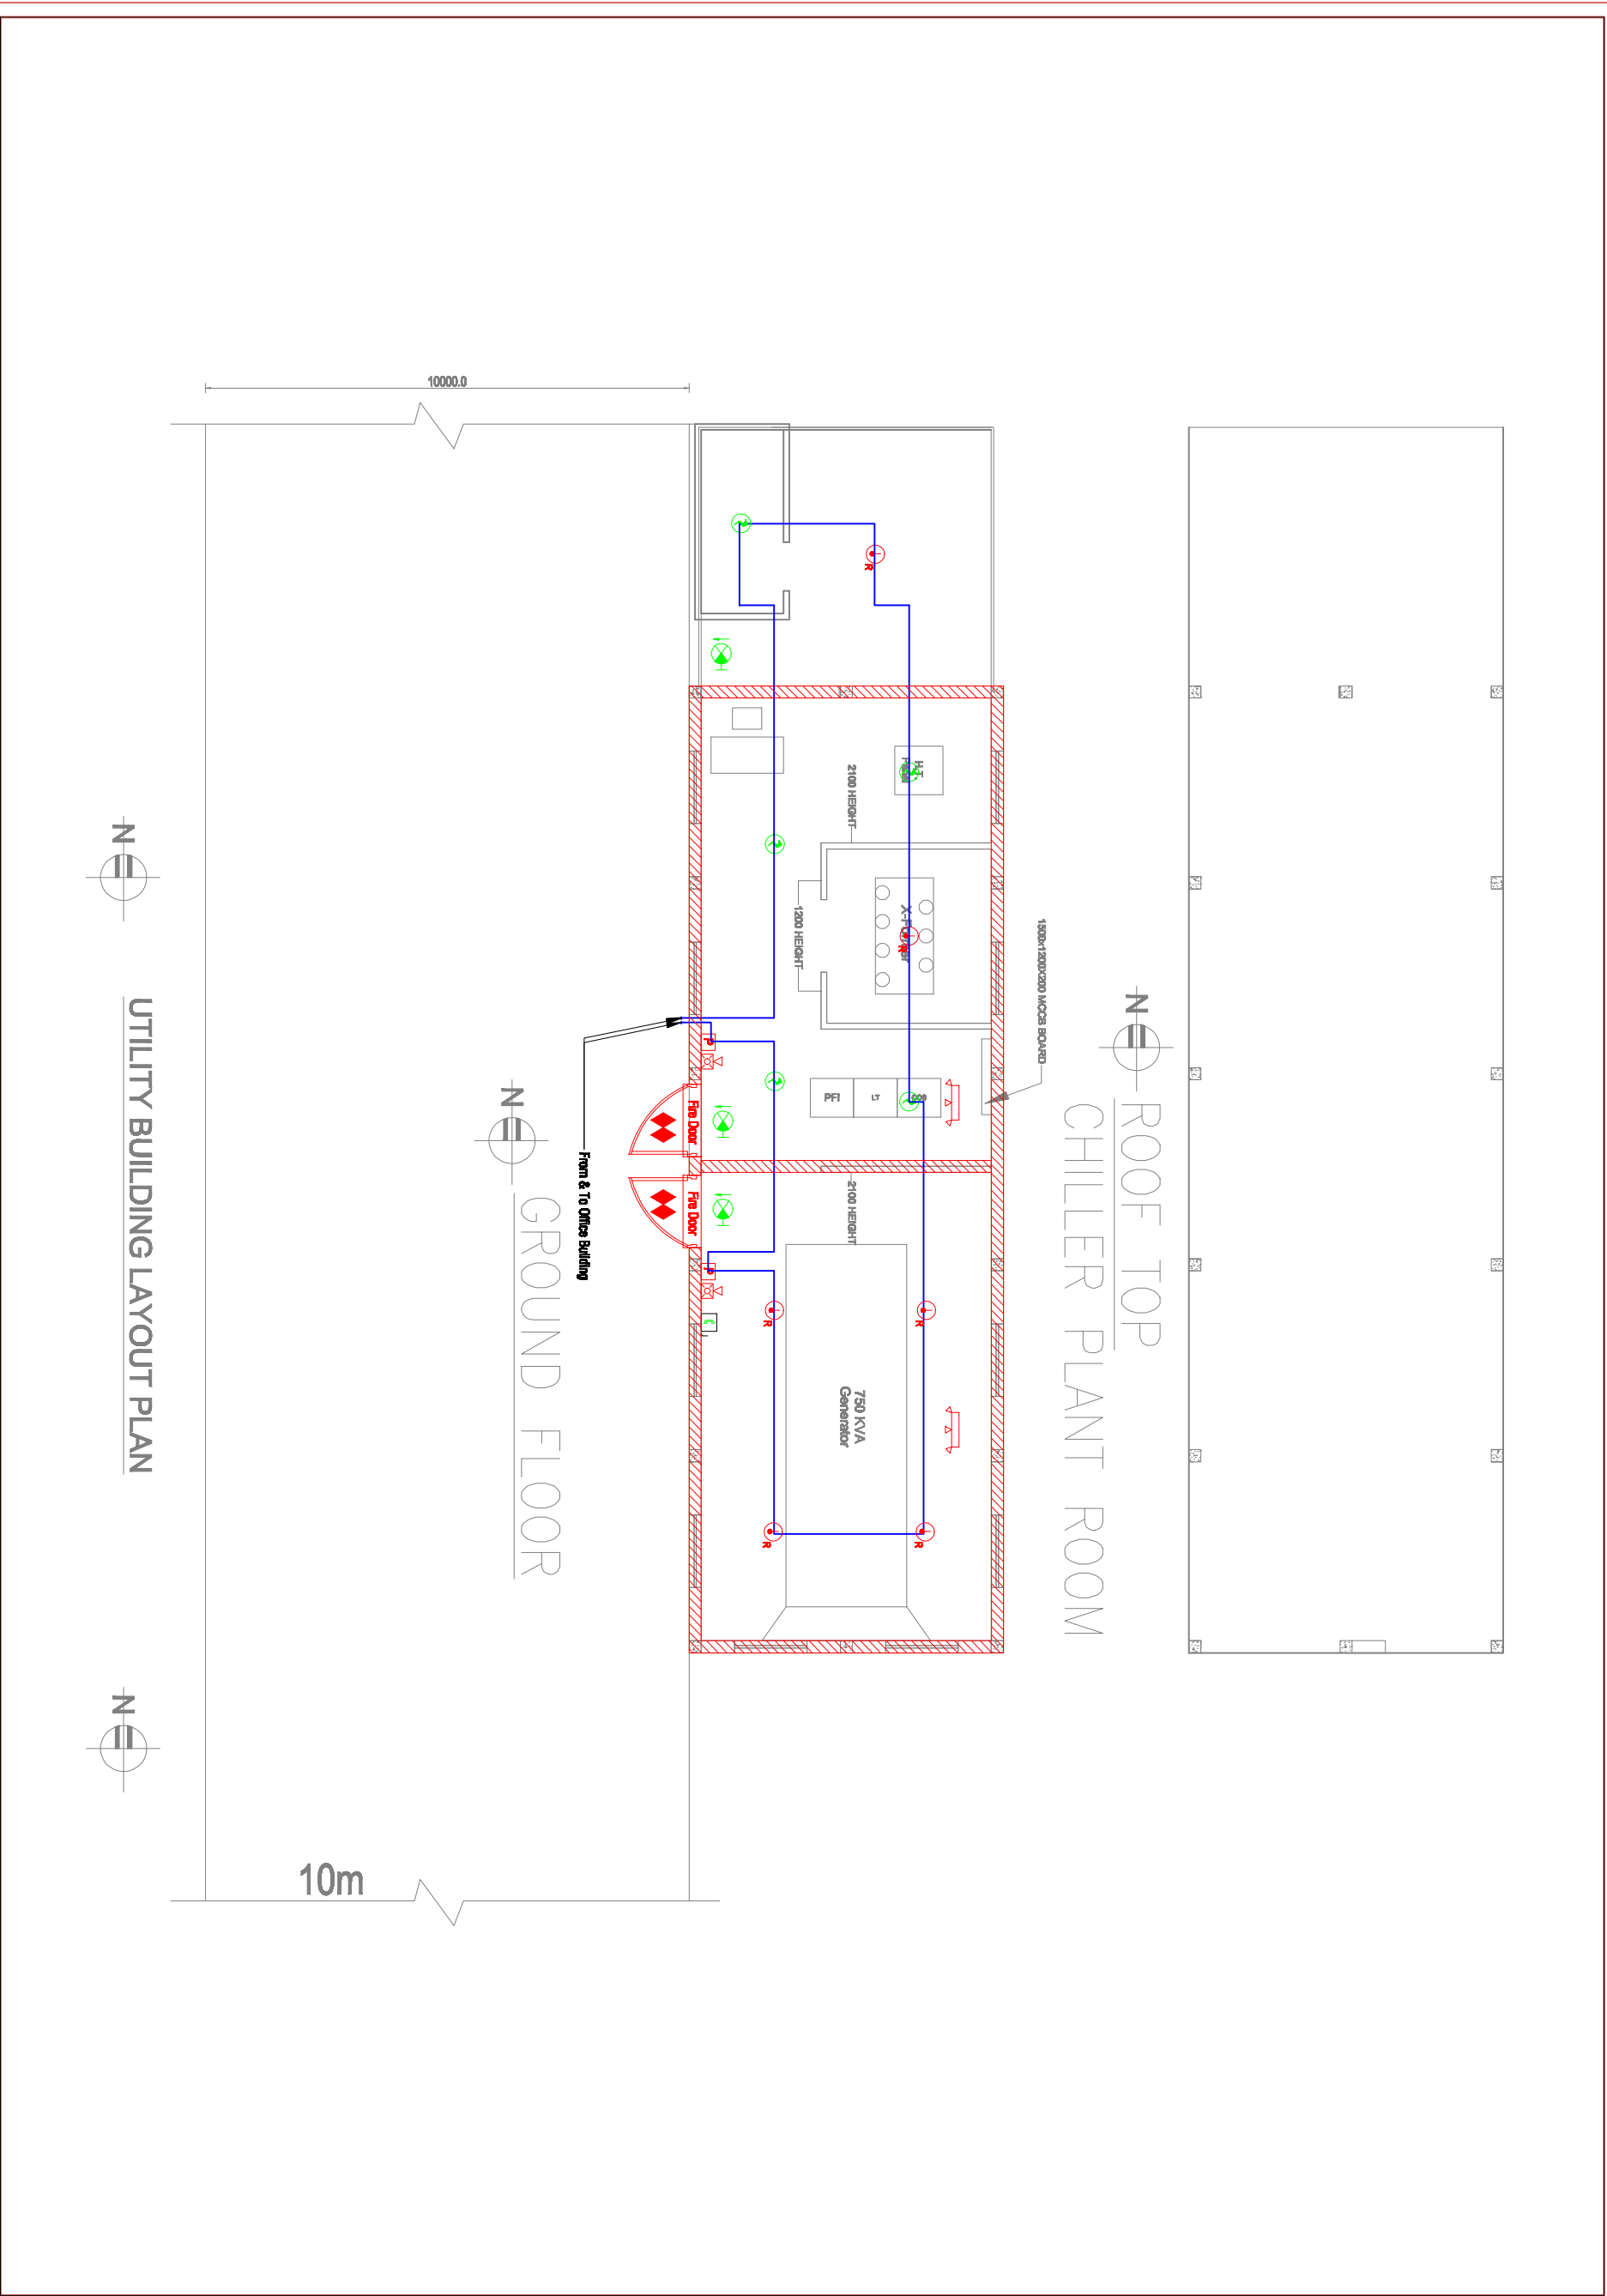 10000.0
R
H.T
2100 HEIGHT
1200 HEIGHT
R
1500x1200X200 MCCB BOARD
N
ROOF TOP
CHILLER PLANT ROOM
PFI
LT
Fire Door
Fire Door
From & To Office Building
2100 HEIGHT
R
R
750 KVA
Generator
R
R
N
GROUND FLOOR
N
UTILITY BUILDING LAYOUT PLAN
N
10m